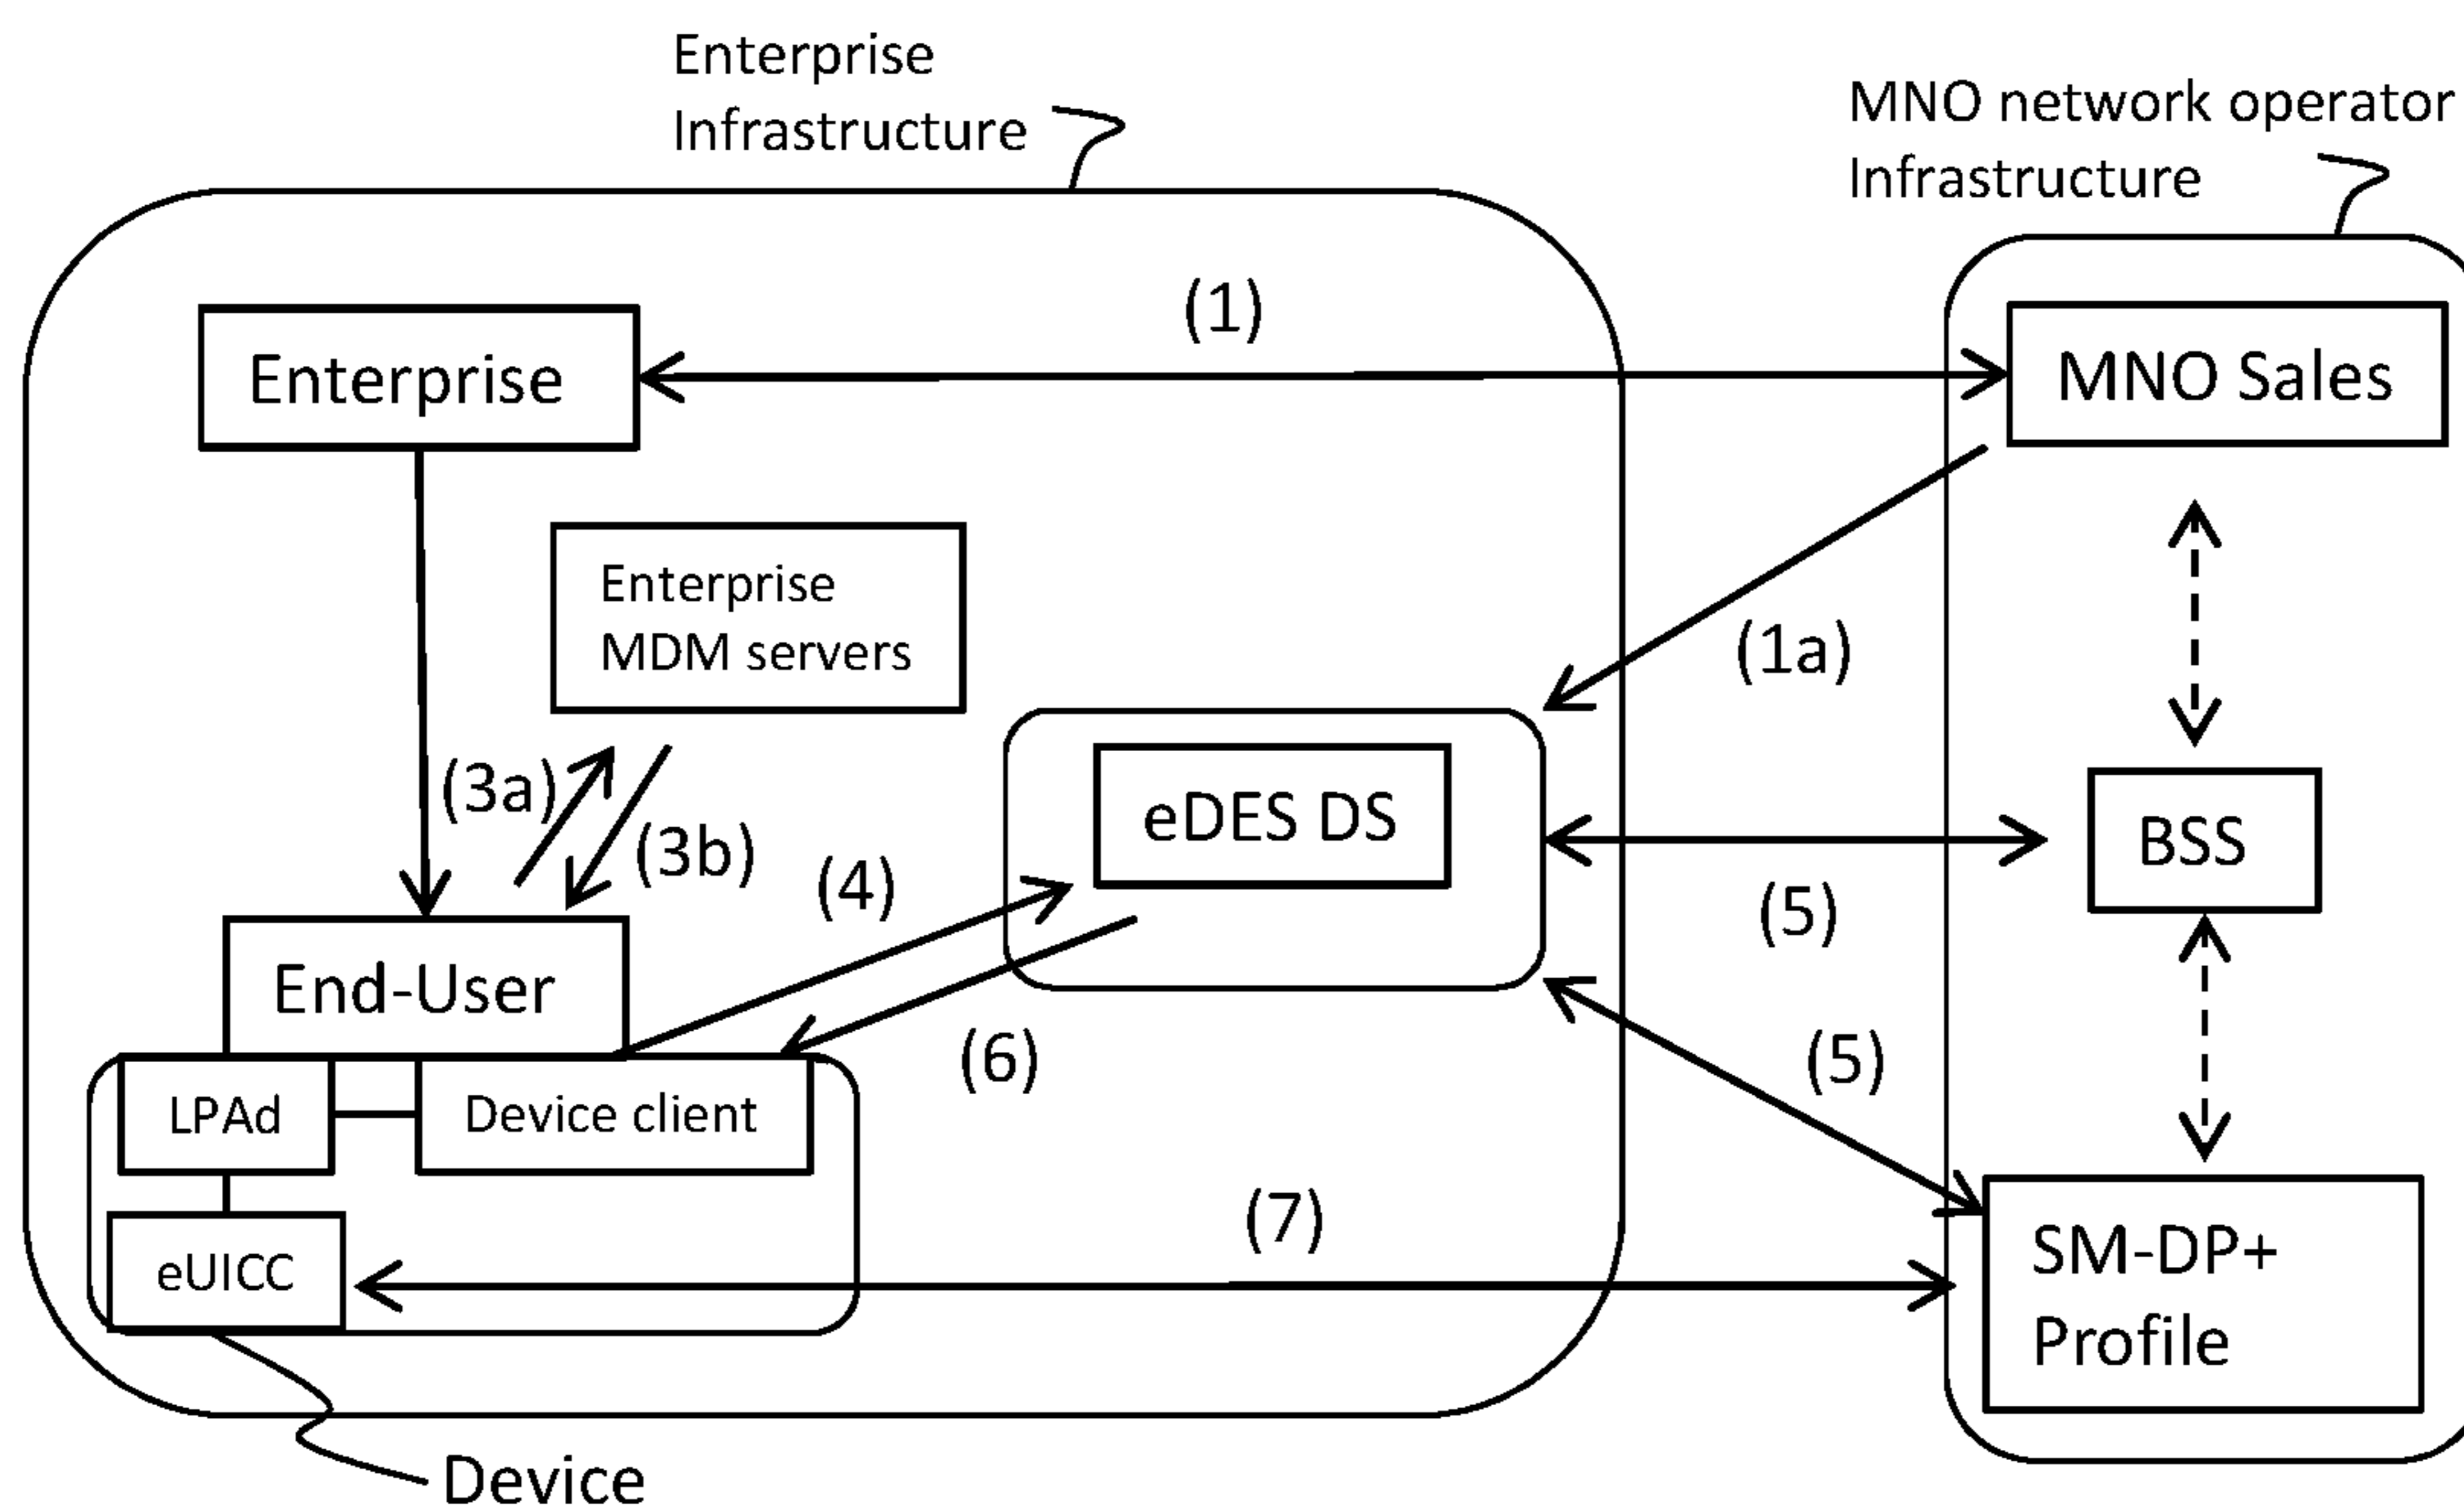 Enterprise
Infrastructure
MNO network operator
Infrastructure
(1)
Enterprise
MNO Sales
Enterprise
MDM servers
(1a)
(3a)
(3b)
(4)
eDES DS
BSS
(5)
End-User
(6)
(5)
LPAd
Device client
(7)
eUICC
SM-DP+
Profile
Device